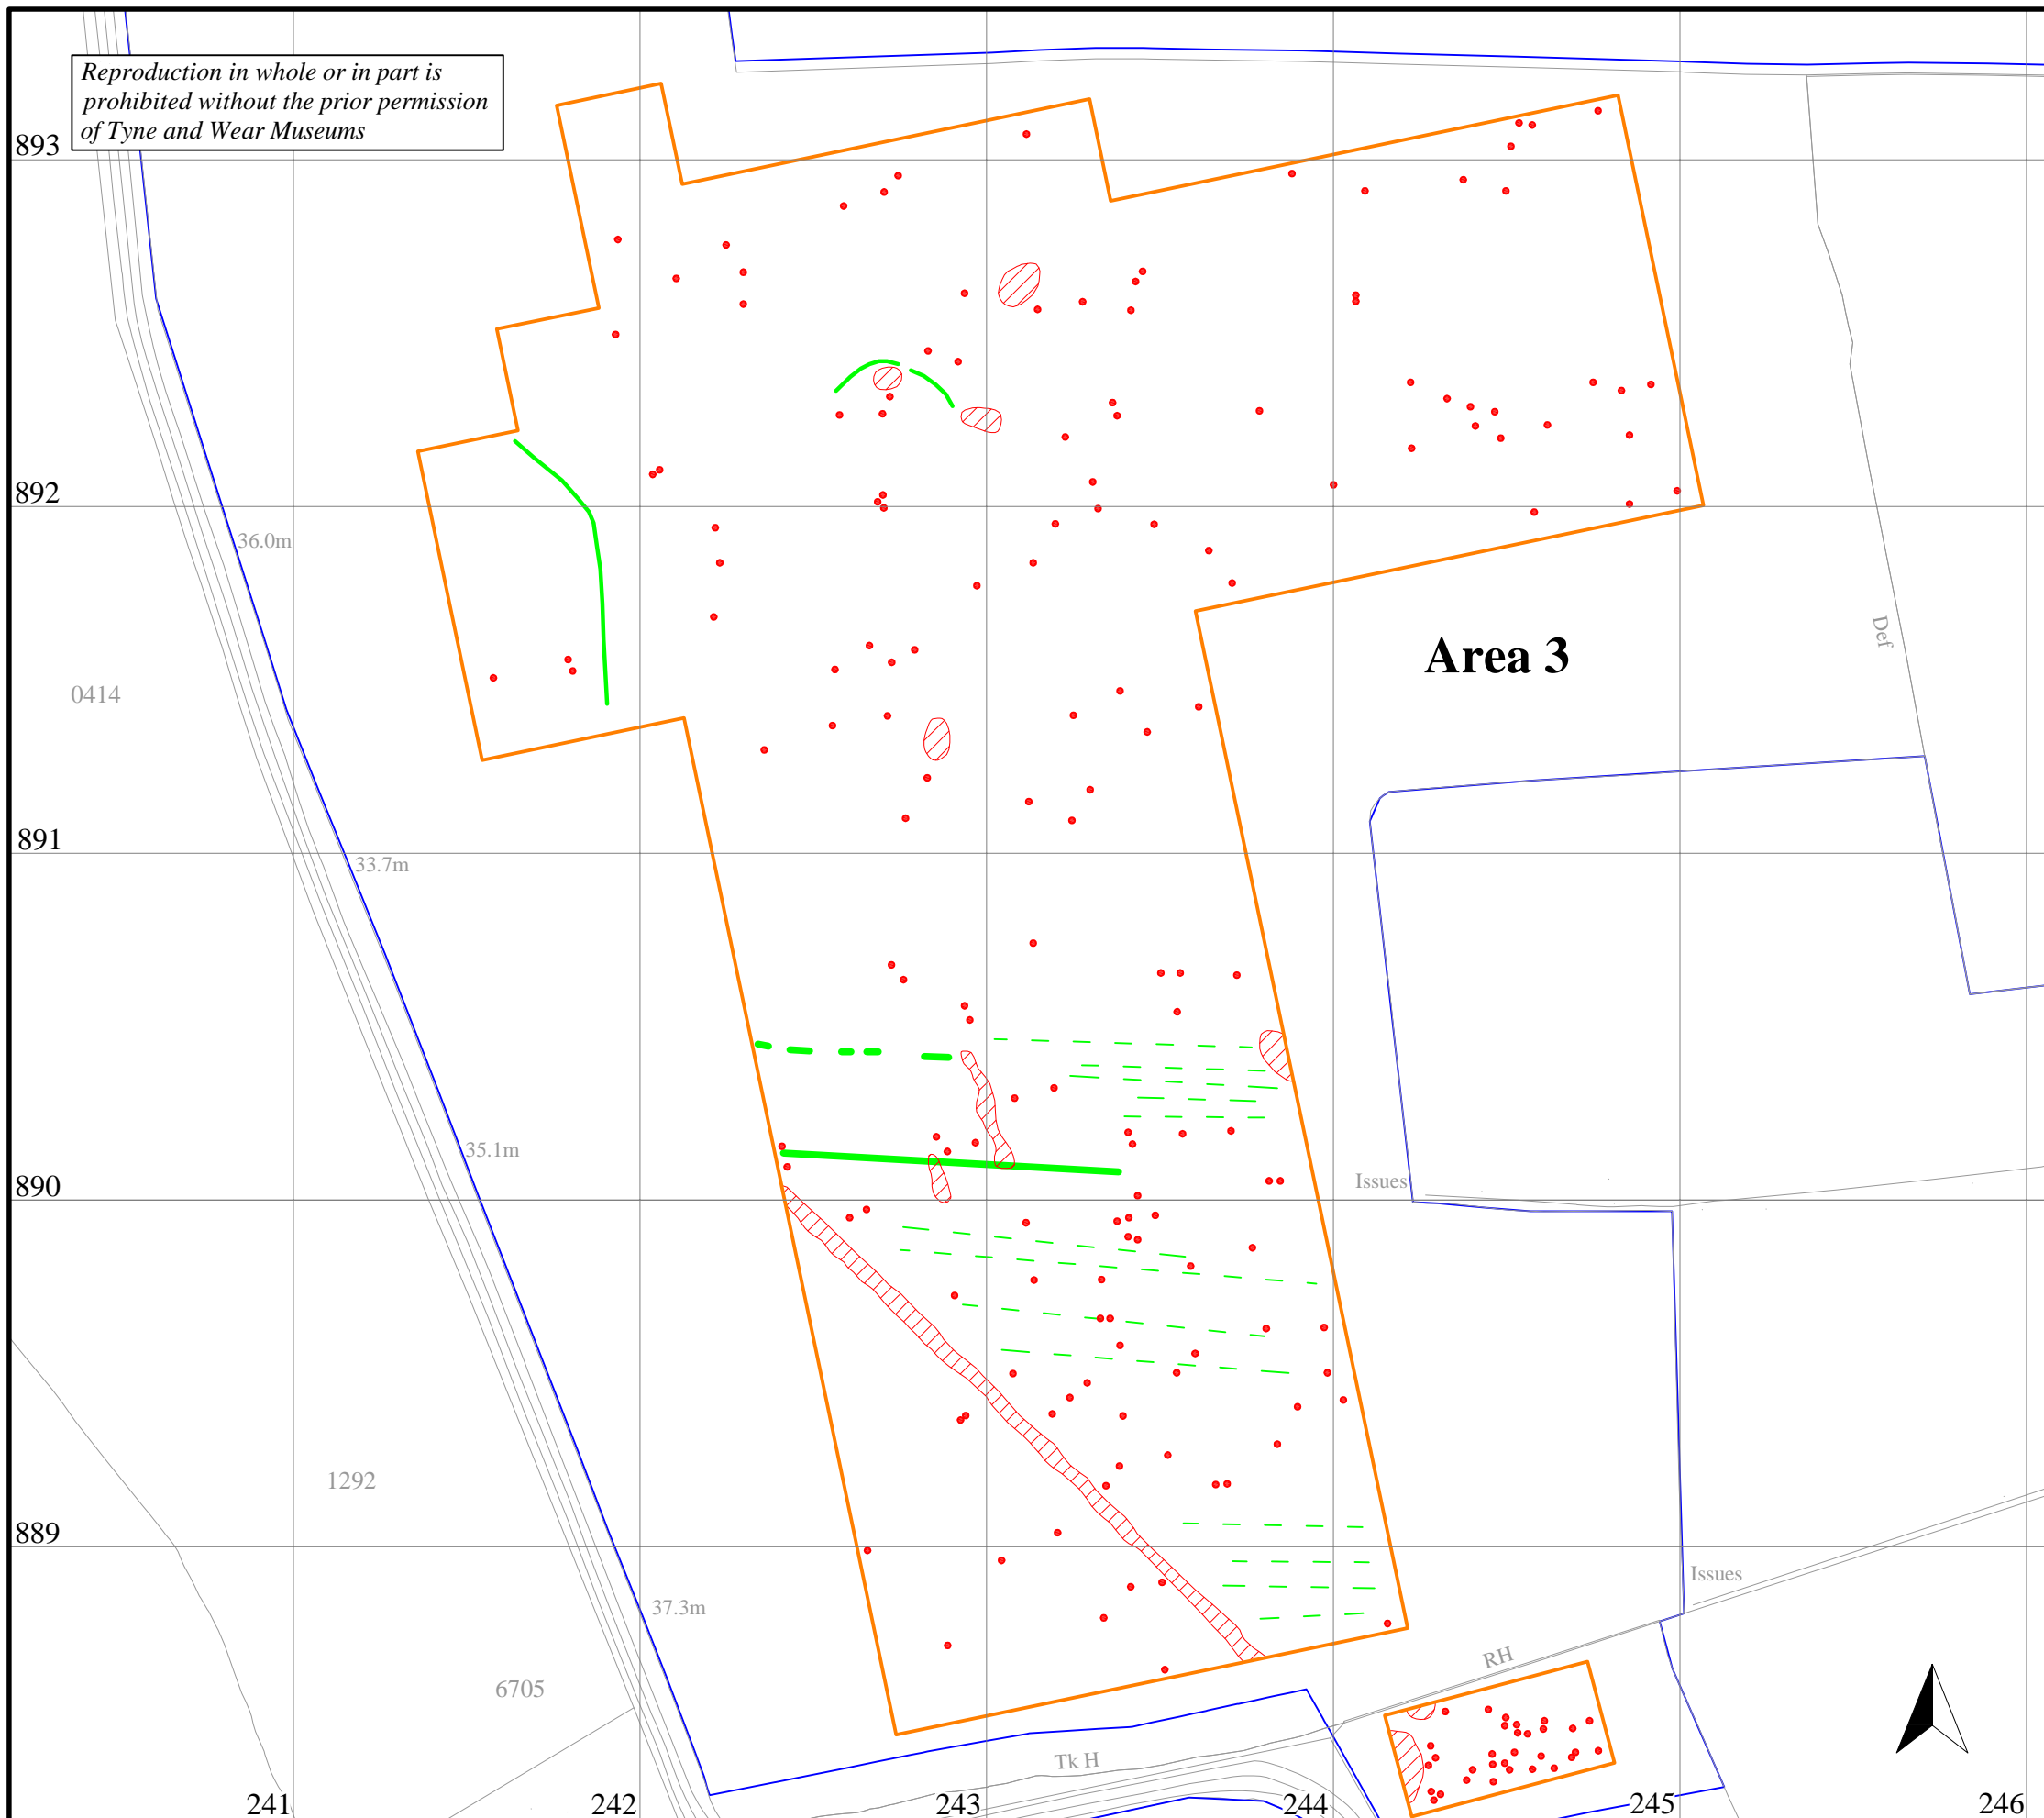 Reproduction in whole or in part is
prohibited without the prior permission
of Tyne and Wear Museums
893
892
36.0m
Def
Area 3
0414
891
33.7m
35.1m
890
Issues
1292
889
Issues
37.3m
RH
6705
Tk H
241
242
243
244
245
246